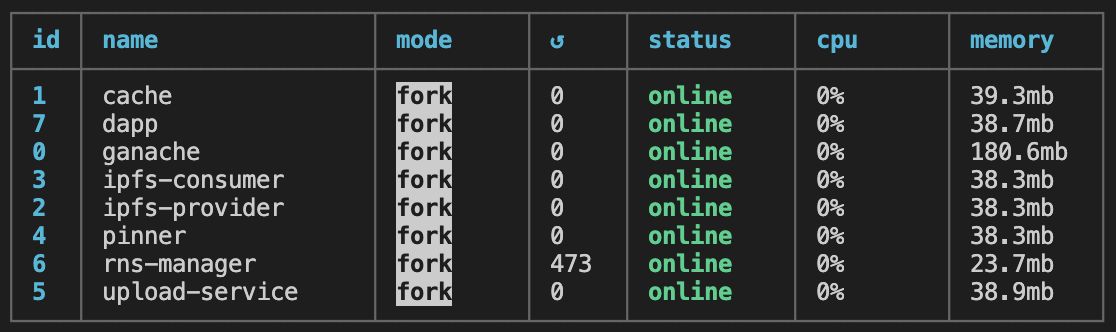 id name mode ↺ status cpu memory
1 cache fork 0 online 0% 39.3mb
7 dapp fork 0 online 0% 38.7mb
0 ganache fork 0 online 0% 180.6mb
3 ipfs-consumer fork 0 online 0% 38.3mb
2 ipfs-provider fork 0 online 0% 38.3mb
4 pinner fork 0 online 0% 38.3mb
6 rns-manager fork 473 online 0% 23.7mb
5 upload-service fork 0 online 0% 38.9mb